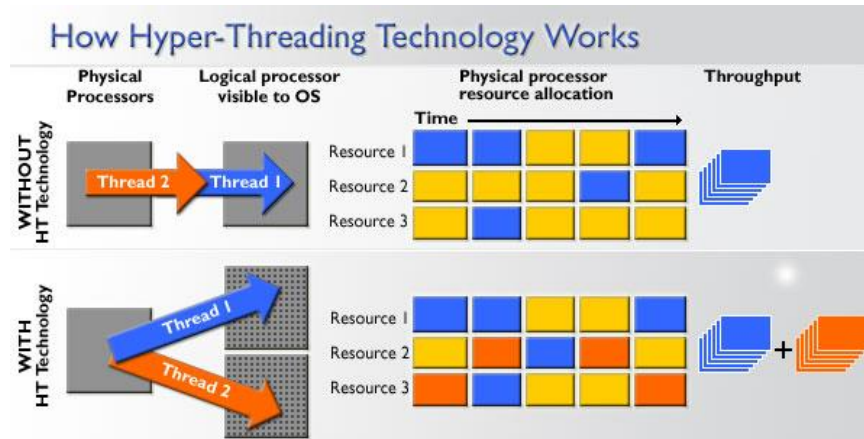 How Hyper-Threading Technology Works
Physical
Processors
Logical processor
visible to OS
Physical processor
resource allocation
Throughput
Time
WITHOUT
HT Technology
Thread 2
Thread 1
Resource 1
Resource 2
Resource 3
WITH
HT Technology
Thread 1
Thread 2
Resource 1
Resource 2
Resource 3
+